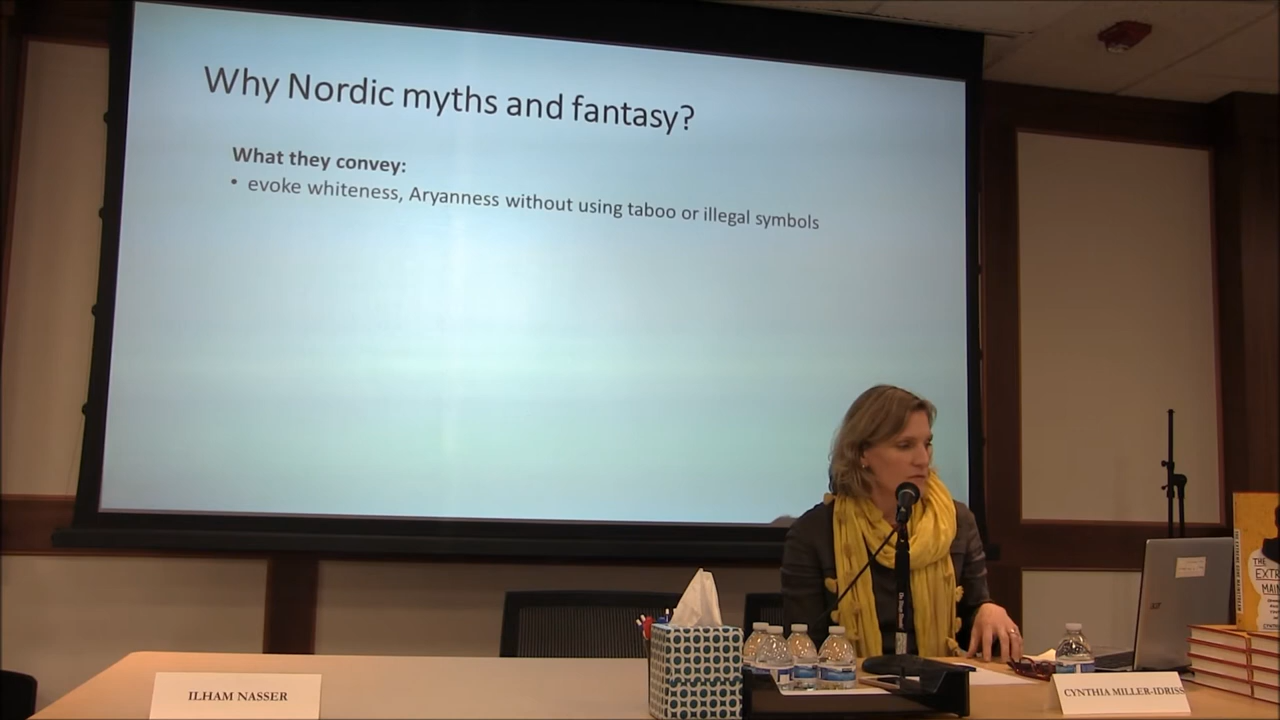 Why Nordic myths and fantasy?
What they convey:
• evoke whiteness, Aryanness without using taboo or illegal symbols
ILHAM NASSER
CYNTHIA MILLER-IDRISS
acer
THE
EXTR
MAIN